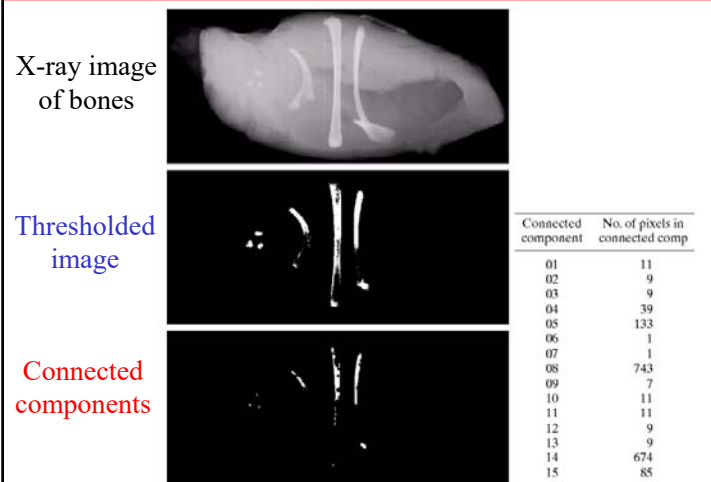 X-ray image
of bones
Thresholded
image
Connected
components
Connected component No. of pixels in connected comp
01 11
02 9
03 9
04 39
05 133
06 1
07 1
08 743
09 7
10 11
11 11
12 9
13 9
14 674
15 85